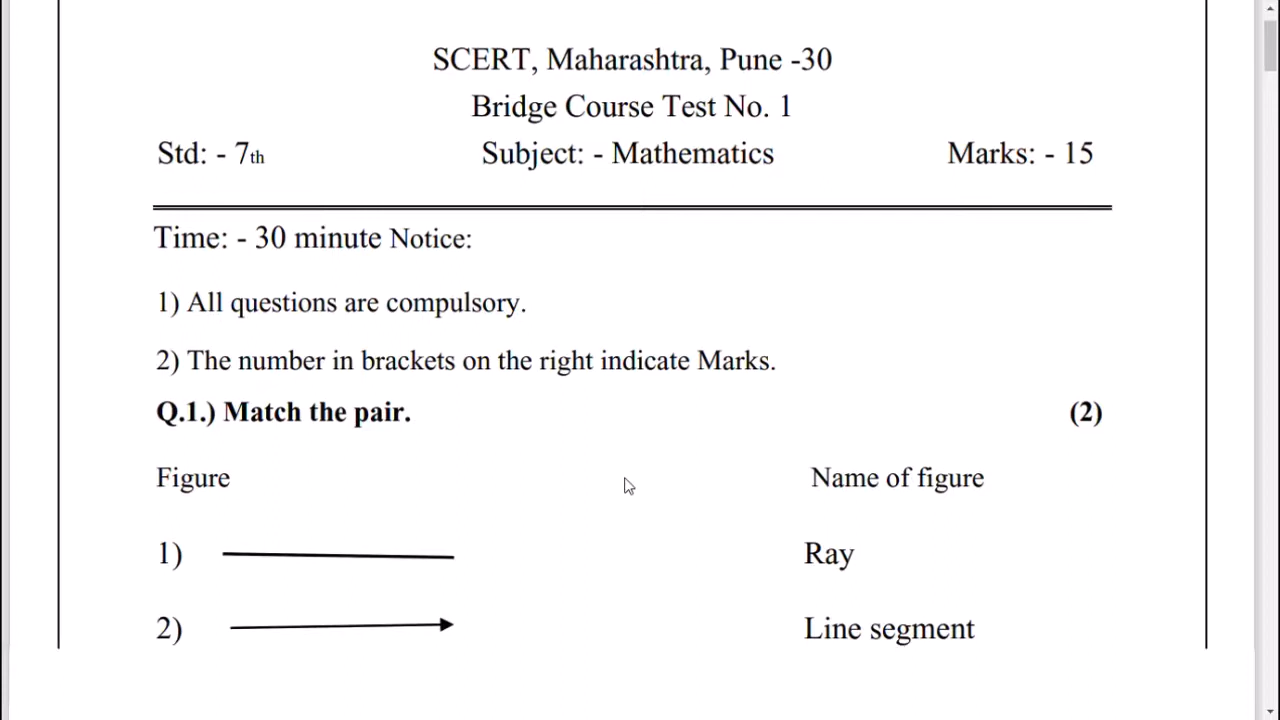 SCERT, Maharashtra, Pune -30
Bridge Course Test No. 1
Std: - 7th Subject: - Mathematics Marks: - 15
Time: - 30 minute Notice:
1) All questions are compulsory.
2) The number in brackets on the right indicate Marks.
Q.1.) Match the pair. (2)
Figure Name of figure
1) Ray
2) Line segment